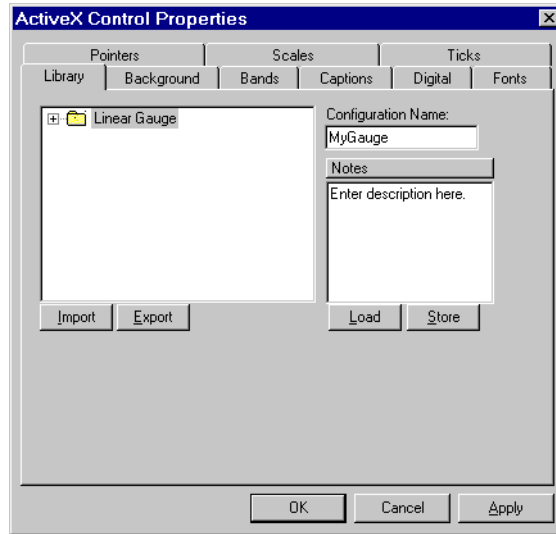 ActiveX Control Properties
Pointers Scales Ticks
Library Background Bands Captions Digital Fonts
Linear Gauge
Configuration Name:
MyGauge
Notes
Enter description here.
Import Export Load Store
OK Cancel Apply